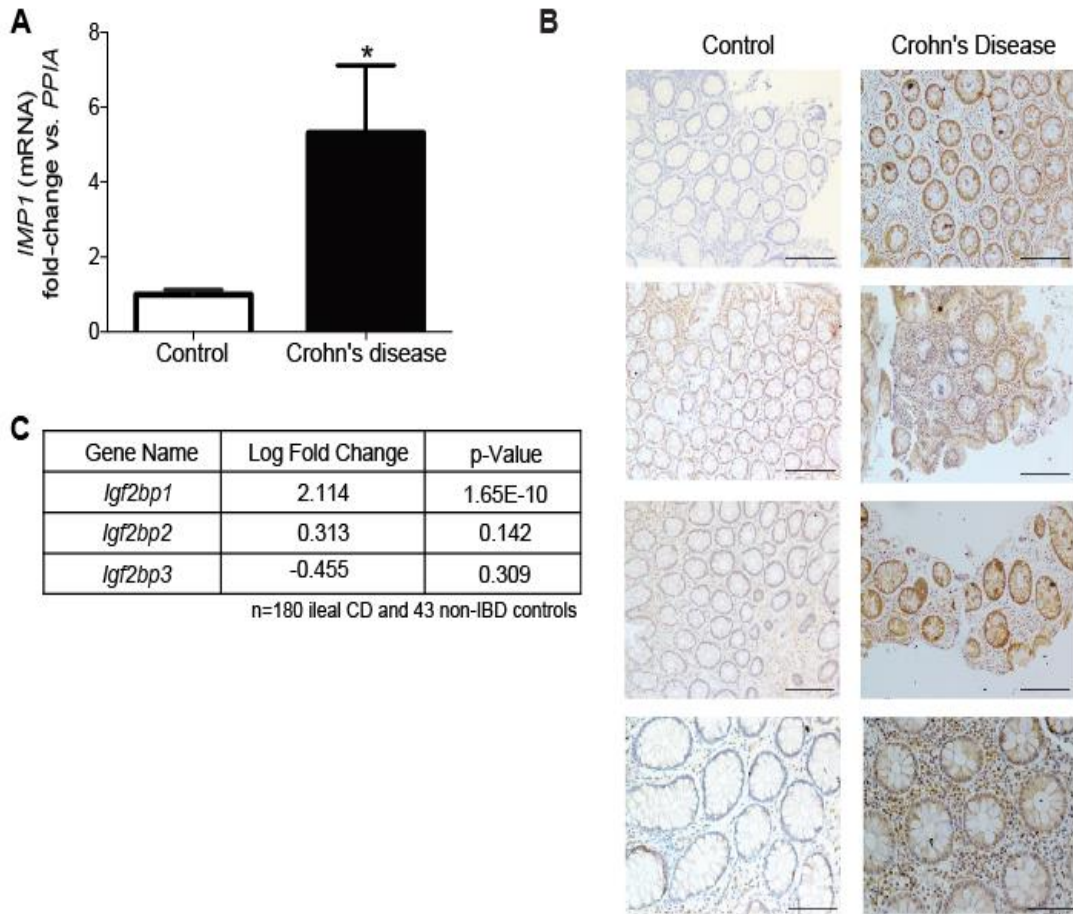 A
IMP1 (mRNA)
fold-change vs. PPIA
8
6
4
2
0
*
Control
Crohn's disease
B
Control
Crohn's Disease
C
Gene Name
Log Fold Change
p-Value
Igf2bp1
2.114
1.65E-10
Igf2bp2
0.313
0.142
Igf2bp3
-0.455
0.309
n=180 ileal CD and 43 non-IBD controls